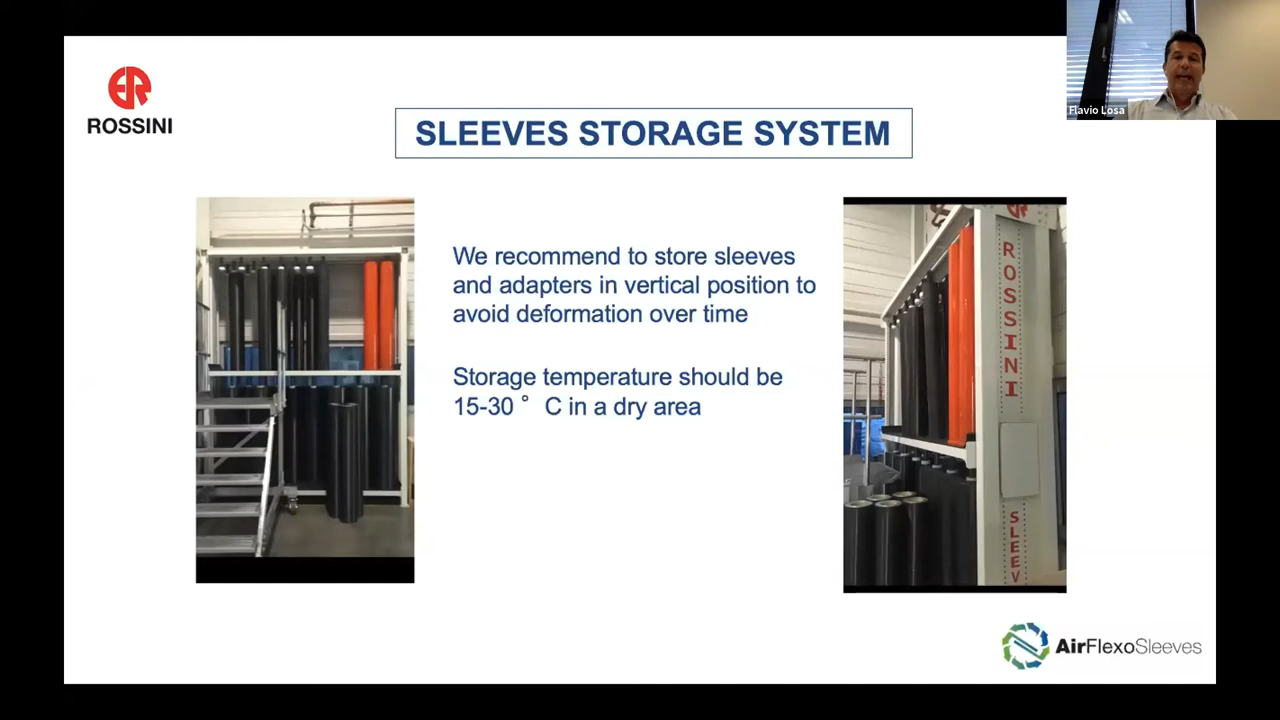 ROSSINI
Flavio Losa
SLEEVES STORAGE SYSTEM
We recommend to store sleeves
and adapters in vertical position to
avoid deformation over time
Storage temperature should be
15-30 ° C in a dry area
ROSSINI
SLEEV
AirFlexoSleeves